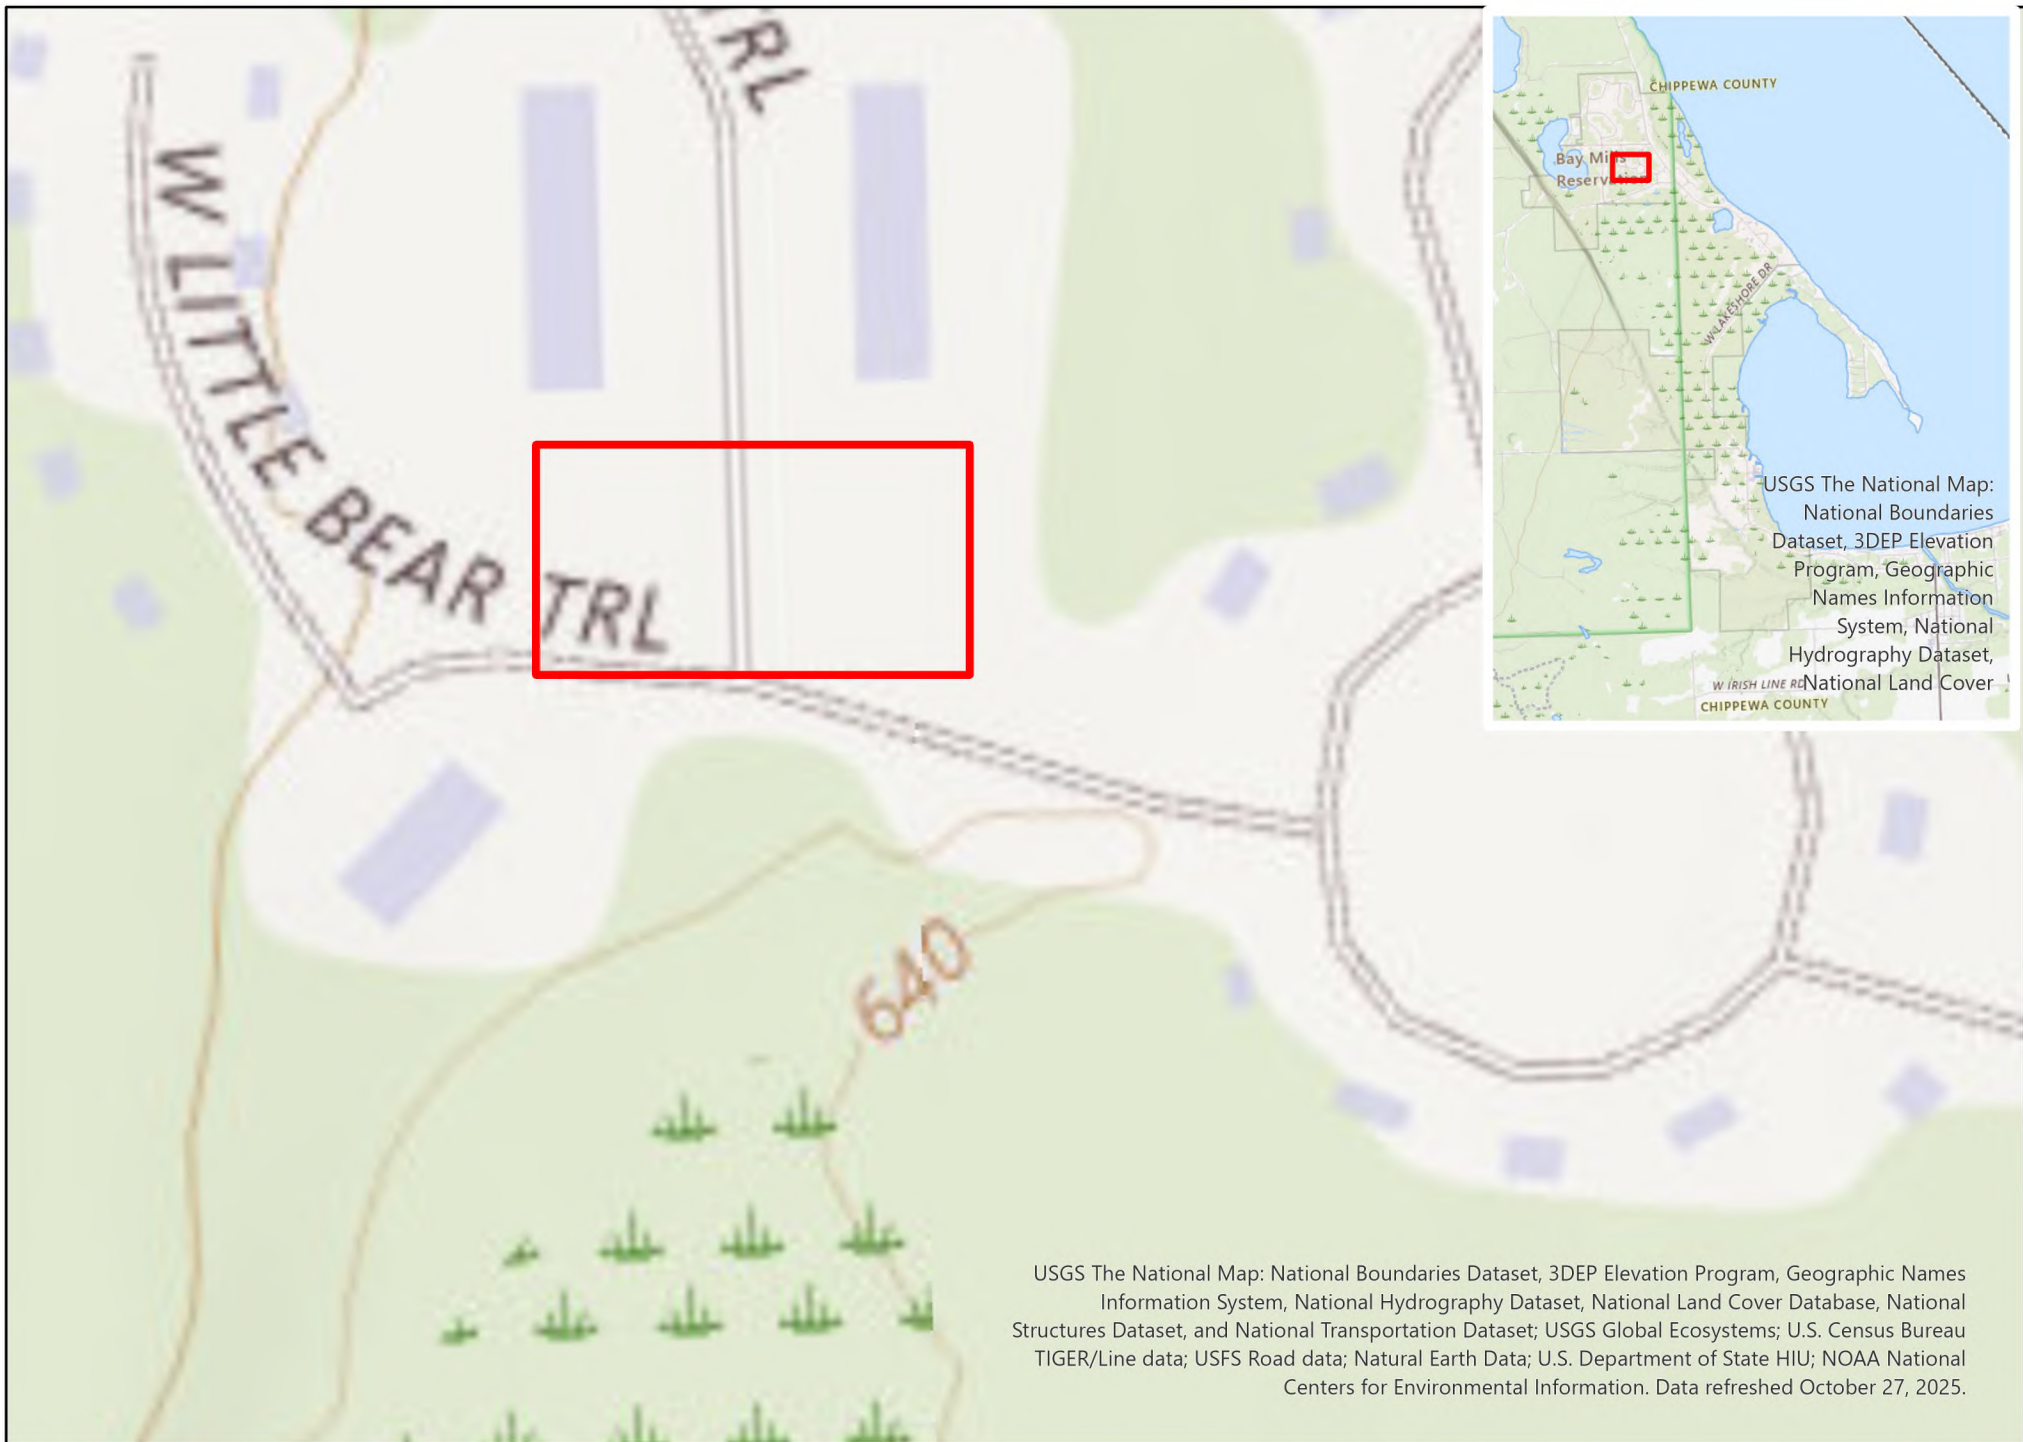 TRL
W LITTLE BEAR TRL
640
CHIPPEWA COUNTY
Bay Mills
Reservation
W LAKESHORE DR
W IRISH LINE RD
CHIPPEWA COUNTY
USGS The National Map:
National Boundaries
Dataset, 3DEP Elevation
Program, Geographic
Names Information
System, National
Hydrography Dataset,
National Land Cover
USGS The National Map: National Boundaries Dataset, 3DEP Elevation Program, Geographic Names
Information System, National Hydrography Dataset, National Land Cover Database, National
Structures Dataset, and National Transportation Dataset; USGS Global Ecosystems; U.S. Census Bureau
TIGER/Line data; USFS Road data; Natural Earth Data; U.S. Department of State HIU; NOAA National
Centers for Environmental Information. Data refreshed October 27, 2025.